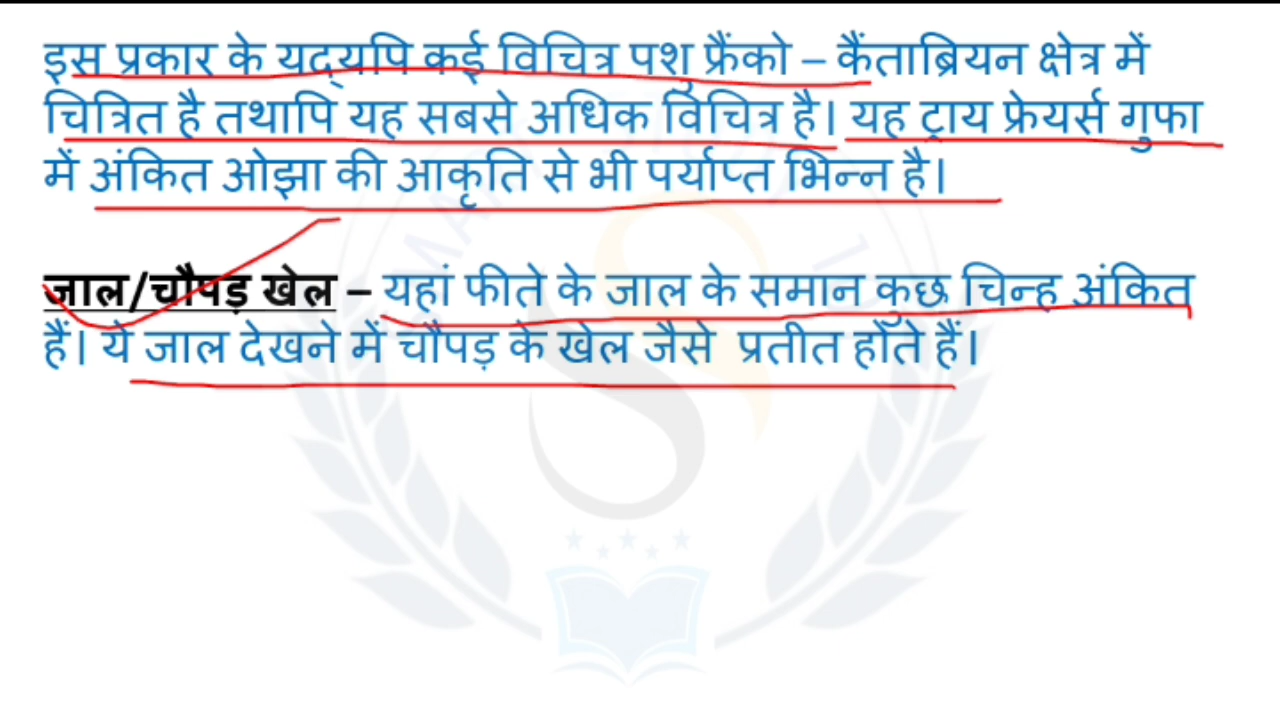 इस प्रकार के यद्यपि कई विचित्र पशु फ्रैंको – कैंताब्रियन क्षेत्र में
चित्रित है तथापि यह सबसे अधिक विचित्र है। यह ट्राय फ्रेयर्स गुफा
में अंकित ओझा की आकृति से भी पर्याप्त भिन्न है।
जाल/चौपड़ खेल – यहां फीते के जाल के समान कुछ चिन्ह अंकित
हैं। ये जाल देखने में चौपड़ के खेल जैसे प्रतीत होते हैं।